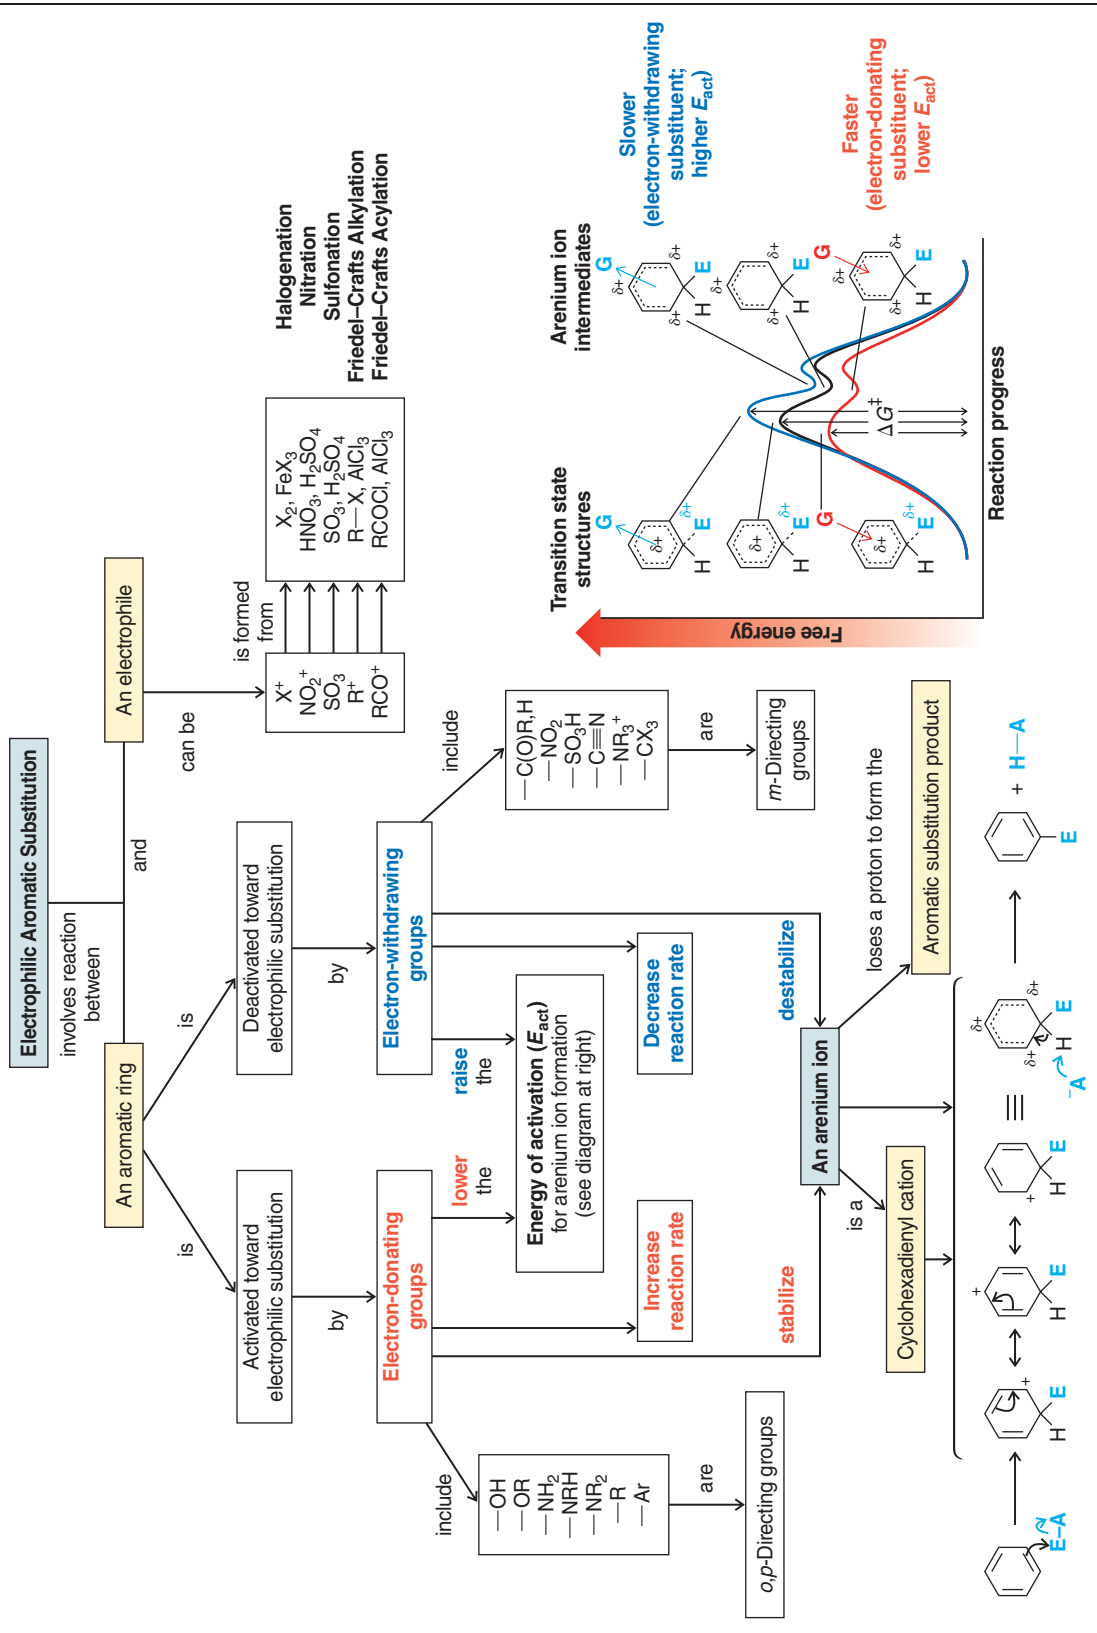 Electrophilic Aromatic Substitution
involves reaction
between
and
An aromatic ring
An electrophile
is
is
can be
is formed
from
Activated toward
electrophilic substitution
Deactivated toward
electrophilic substitution
X⁺
NO₂⁺
SO₃
R⁺
RCO⁺
X₂, FeX₃
HNO₃, H₂SO₄
SO₃, H₂SO₄
R—X, AlCl₃
RCOCl, AlCl₃
Halogenation
Nitration
Sulfonation
Friedel–Crafts Alkylation
Friedel–Crafts Acylation
by
by
Electron-donating
groups
Electron-withdrawing
groups
include
lower
the
raise
the
include
—OH
—OR
—NH₂
—NRH
—NR₂
—R
—Ar
Energy of activation (Eact)
for arenium ion formation
(see diagram at right)
—C(O)R,H
—NO₂
—SO₃H
—C≡N
—NR₃⁺
—CX₃
Increase
reaction rate
Decrease
reaction rate
are
are
o,p-Directing groups
m-Directing
groups
stabilize
destabilize
An arenium ion
is a
loses a proton to form the
Cyclohexadienyl cation
Aromatic substitution product
Transition state
structures
Arenium ion
intermediates
G
δ+
δ+
E
H
δ+
δ+
E
H
G
δ+
δ+
E
H
G
δ+
δ+
δ+
E
H
δ+
δ+
δ+
E
H
G
δ+
δ+
δ+
E
H
Slower
(electron-withdrawing
substituent;
higher Eact)
Faster
(electron-donating
substituent;
lower Eact)
ΔG‡
Free energy
Reaction progress
E–A
+
H
E
+
H
E
+
H
E
δ+
δ+
δ+
H
E
⁻A
E
+ H—A